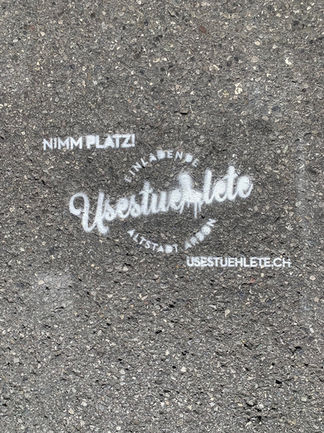 NIMM PLATZ!
EINLADENDE
Usestuehlete
ALTSTADT ARBON
USESTUEHLETE.CH